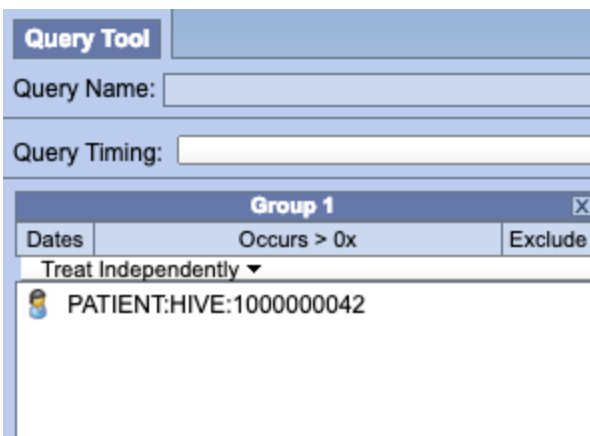 Query Tool
Query Name:
Query Timing:
Group 1 X
Dates Occurs > 0x Exclude
Treat Independently ▼
PATIENT:HIVE:1000000042